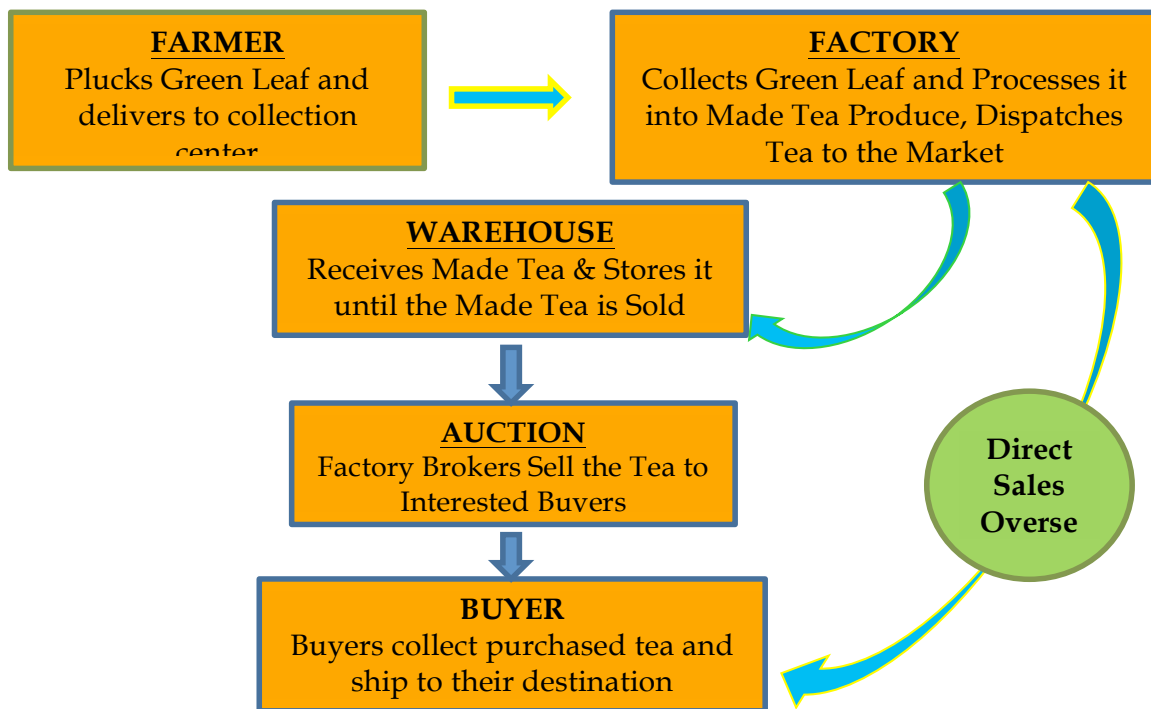 FARMER
Plucks Green Leaf and
delivers to collection
center
FACTORY
Collects Green Leaf and Processes it
into Made Tea Produce, Dispatches
Tea to the Market
WAREHOUSE
Receives Made Tea & Stores it
until the Made Tea is Sold
AUCTION
Factory Brokers Sell the Tea to
Interested Buyers
Direct
Sales
Overse
BUYER
Buyers collect purchased tea and
ship to their destination